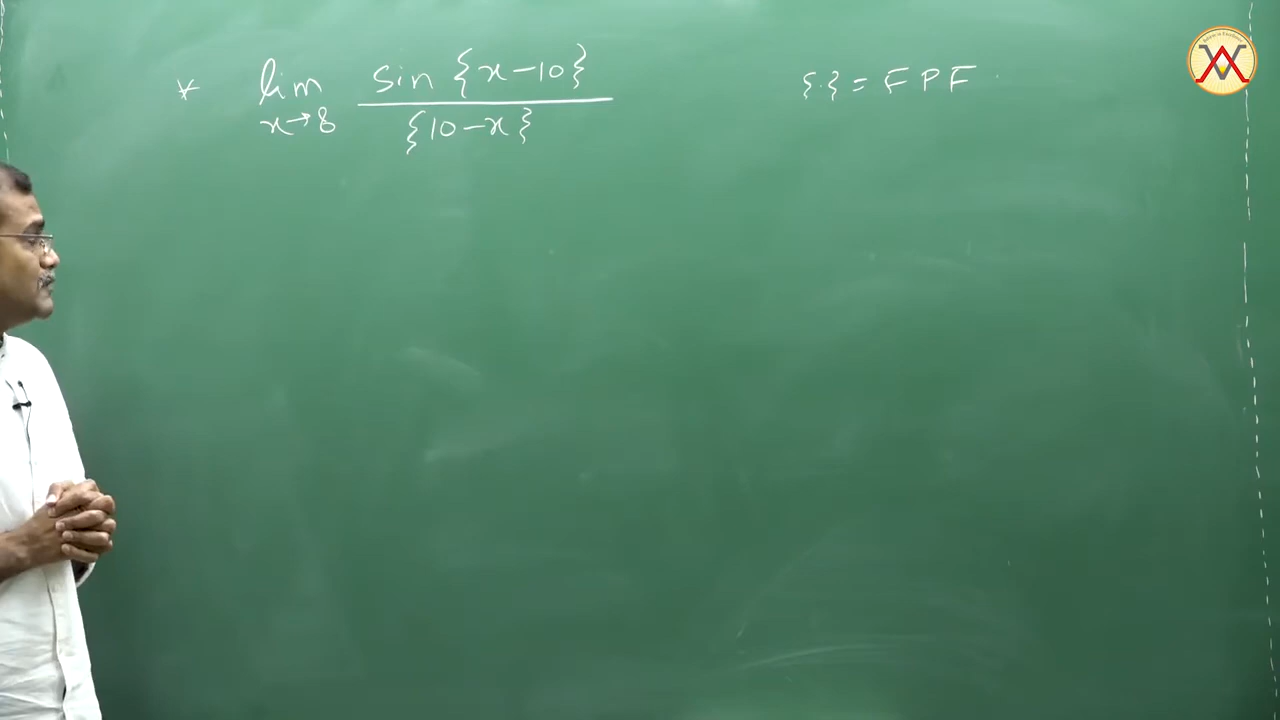 * lim x→8 sin {x-10} / {10-x}
{.} = FPF